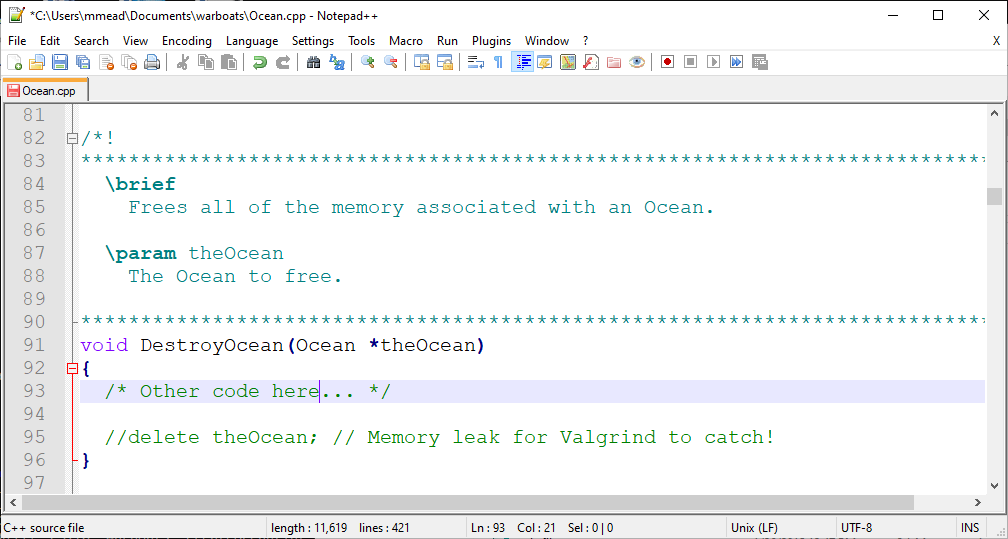 *C:\Users\mmead\Documents\warboats\Ocean.cpp - Notepad++
File Edit Search View Encoding Language Settings Tools Macro Run Plugins Window ? X
Ocean.cpp
81
82 /*!
83 ****************************************************************************
84 \brief
85 Frees all of the memory associated with an Ocean.
86
87 \param theOcean
88 The Ocean to free.
89
90 ****************************************************************************
91 void DestroyOcean(Ocean *theOcean)
92 {
93 /* Other code here... */
94
95 //delete theOcean; // Memory leak for Valgrind to catch!
96 }
97
C++ source file length : 11,619 lines : 421 Ln : 93 Col : 21 Sel : 0 | 0 Unix (LF) UTF-8 INS